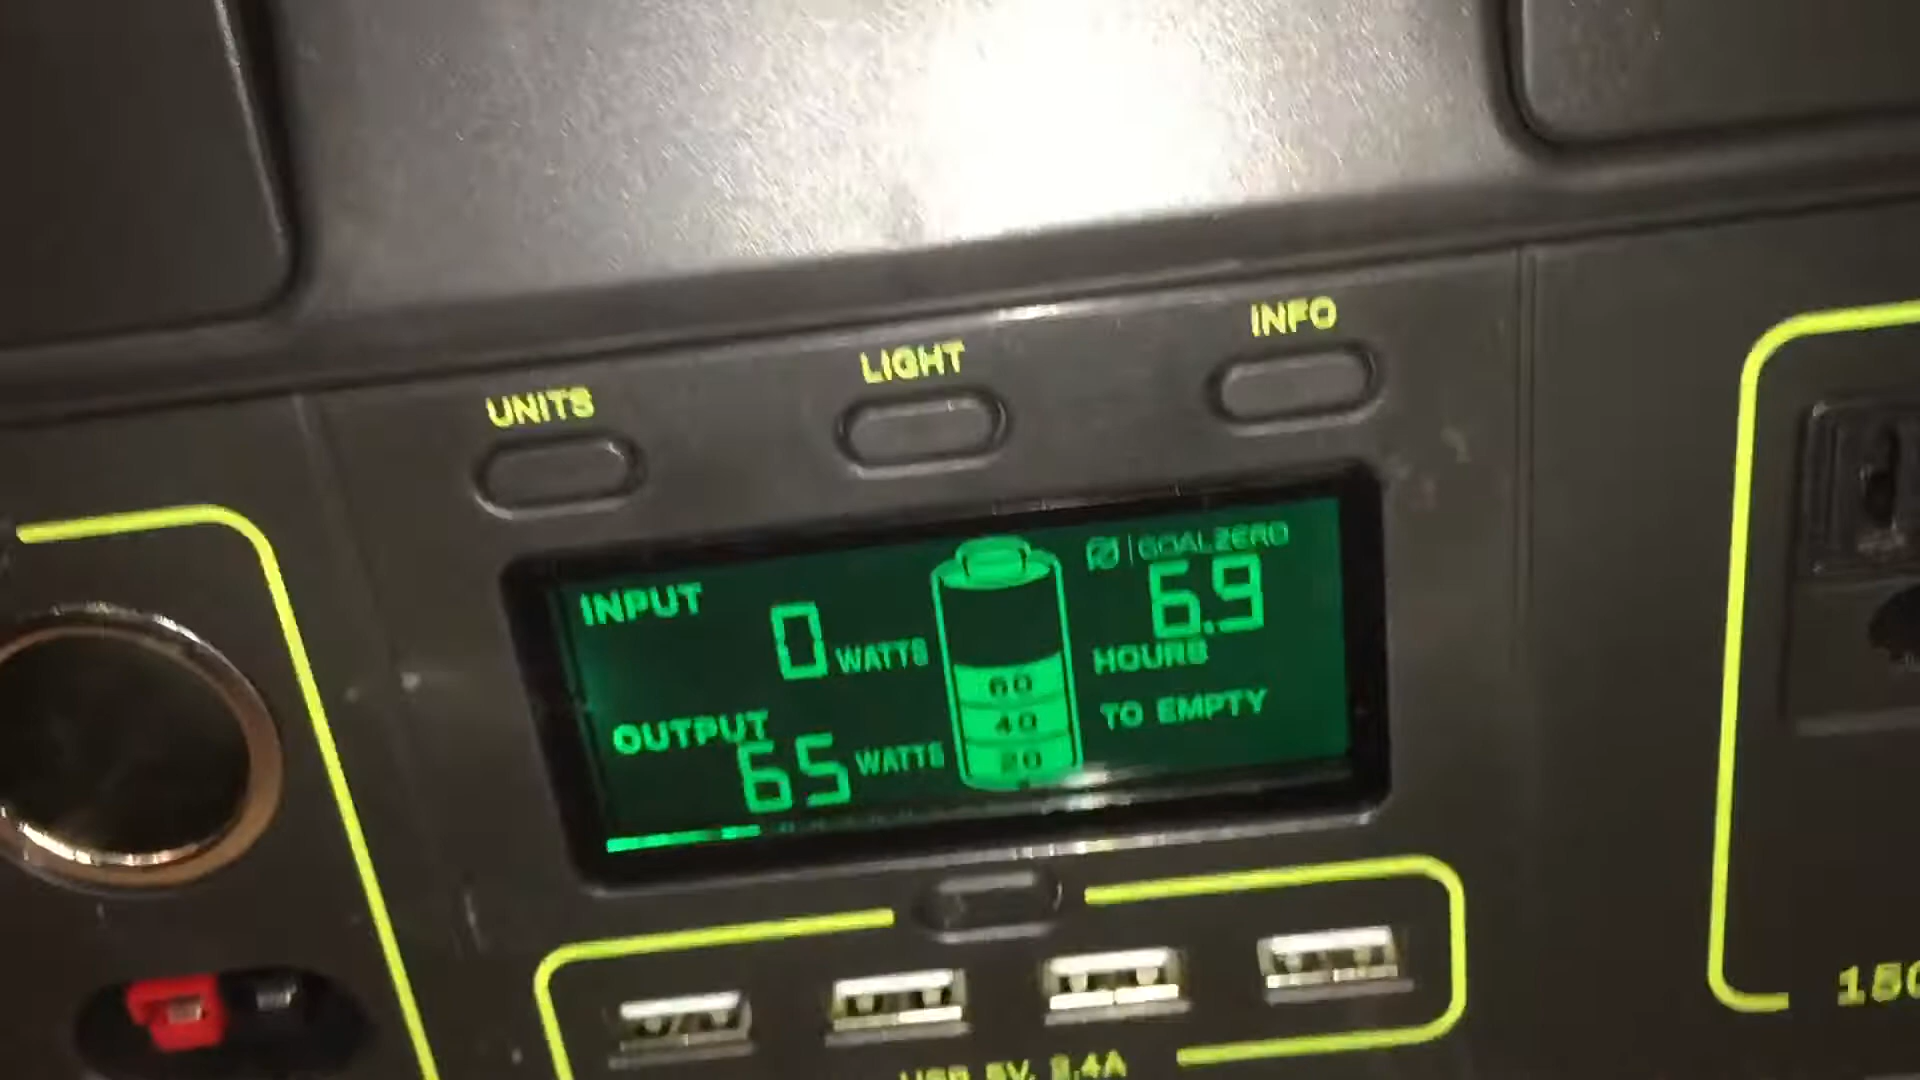 INFO
LIGHT
UNITS
GOALZERO
INPUT
6.9
0 WATTS
HOURS
60
TO EMPTY
OUTPUT
40
65 WATTS
20
USB 5V, 2.4A